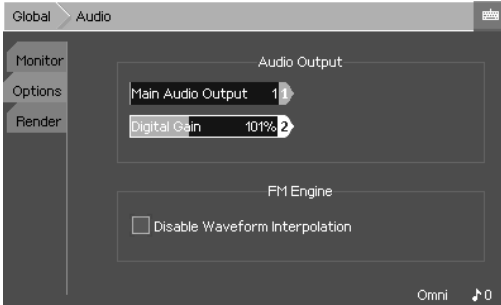 Global Audio
Monitor
Options
Render
Audio Output
Main Audio Output 1 1
Digital Gain 101% 2
FM Engine
Disable Waveform Interpolation
Omni ♪0